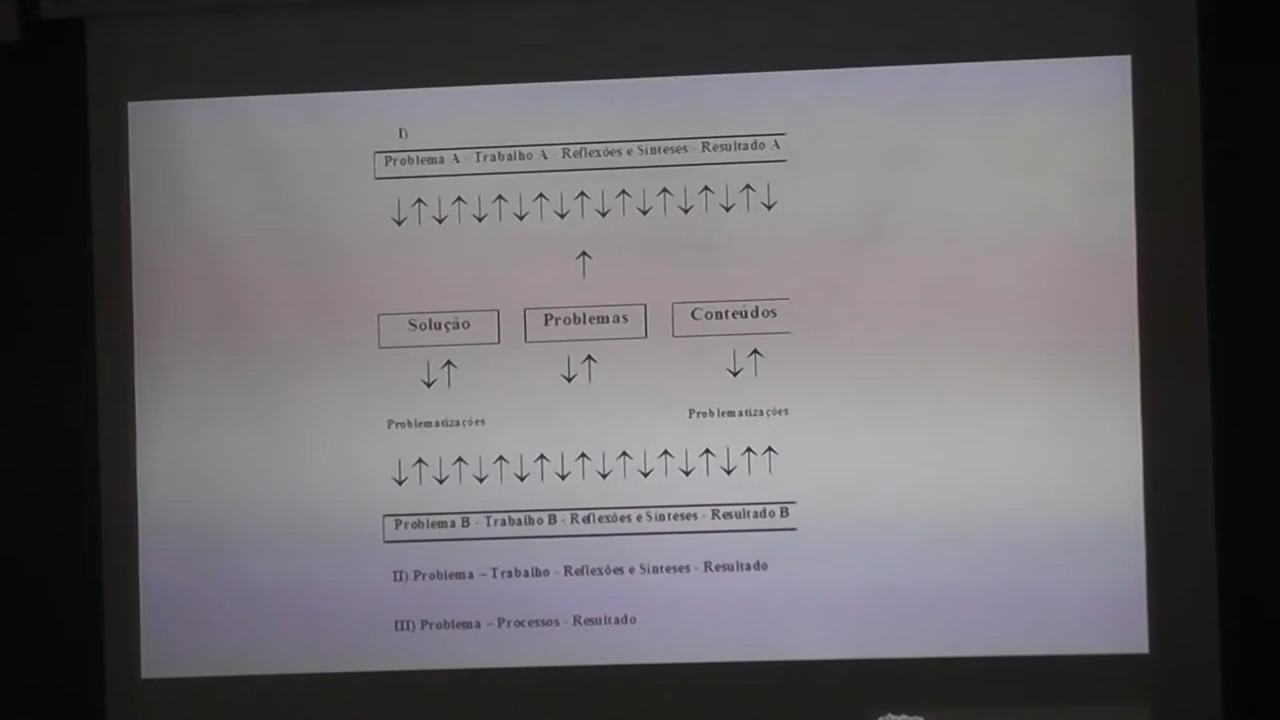 I)
Problema A - Trabalho A - Reflexões e Sínteses - Resultado A
↓↑↓↑↓↑↓↑↓↑↓↑↓↑↓↑↓↑↓
↑
Solução Problemas Conteúdos
↓↑ ↓↑ ↓↑
Problematizações Problematizações
↓↑↓↑↓↑↓↑↓↑↓↑↓↑↓↑↓↑↑
Problema B - Trabalho B - Reflexões e Sínteses - Resultado B
II) Problema – Trabalho - Reflexões e Sínteses - Resultado
III) Problema – Processos - Resultado